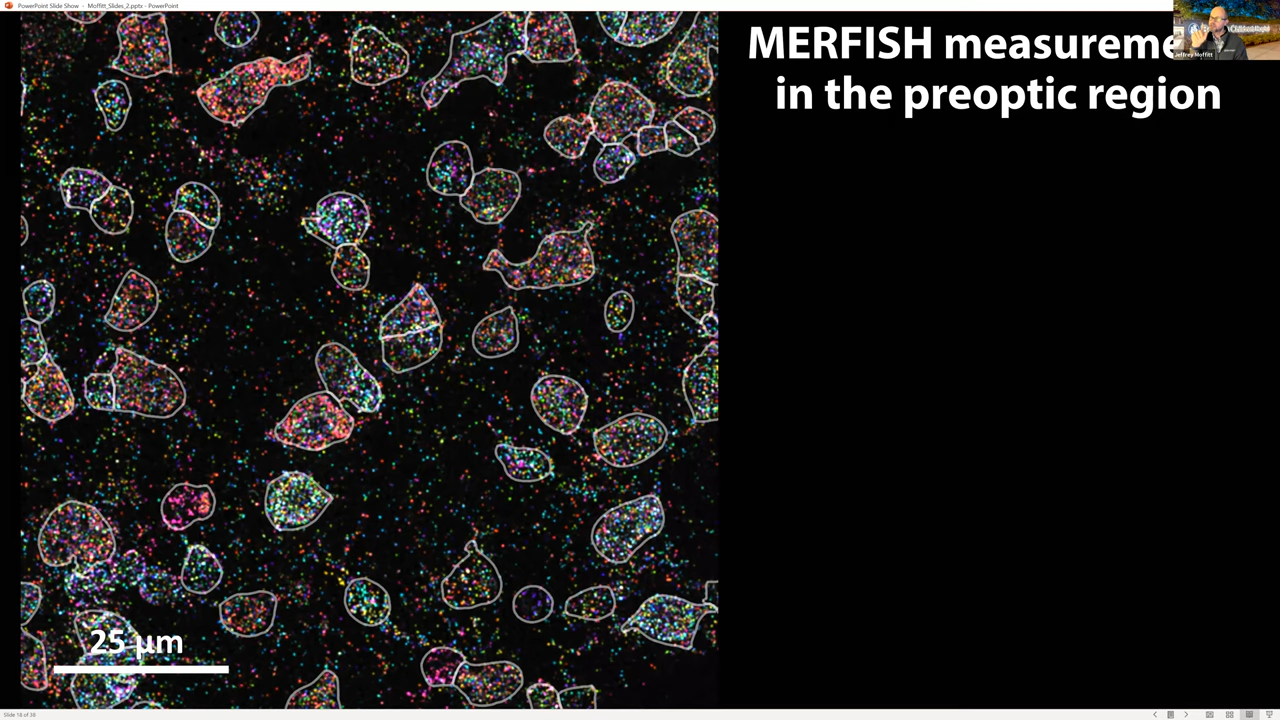 PowerPoint Slide Show - Moffitt_Slides_2.pptx - PowerPoint
MERFISH measureme
in the preoptic region
Jeffrey Moffitt
25 µm
Slide 18 of 38